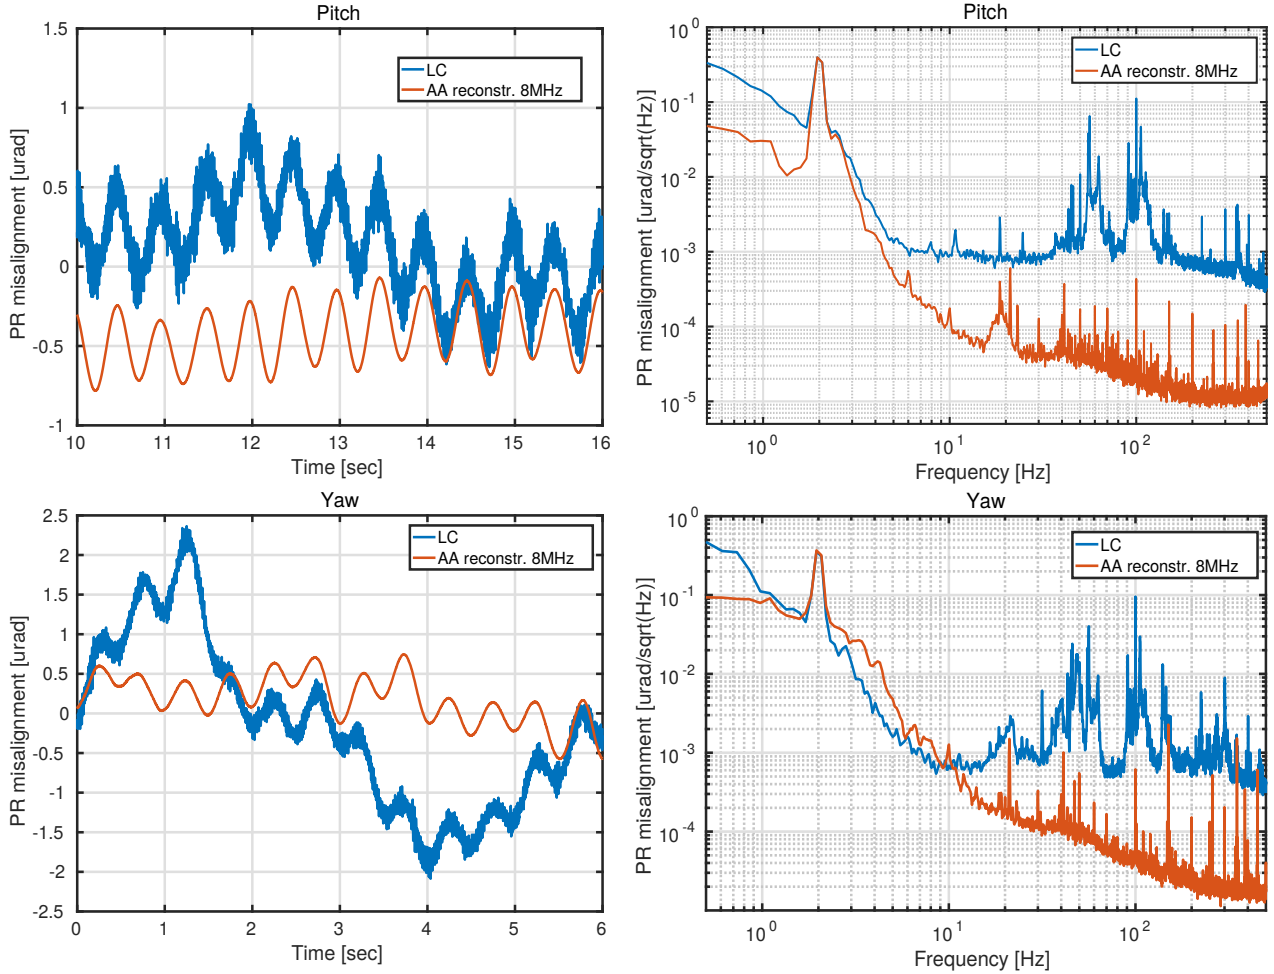 Pitch
1.5
1
0.5
0
-0.5
-1
PR misalignment [urad]
LC
AA reconstr. 8MHz
10 11 12 13 14 15 16
Time [sec]
Pitch
10^0
10^-1
10^-2
10^-3
10^-4
10^-5
PR misalignment [urad/sqrt(Hz)]
LC
AA reconstr. 8MHz
10^0 10^1 10^2
Frequency [Hz]
Yaw
2.5
2
1.5
1
0.5
0
-0.5
-1
-1.5
-2
-2.5
PR misalignment [urad]
LC
AA reconstr. 8MHz
0 1 2 3 4 5 6
Time [sec]
Yaw
10^0
10^-1
10^-2
10^-3
10^-4
PR misalignment [urad/sqrt(Hz)]
LC
AA reconstr. 8MHz
10^0 10^1 10^2
Frequency [Hz]